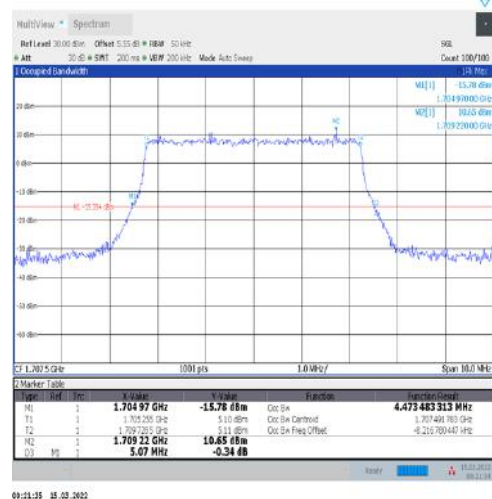 MultiView
Spectrum
Ref Level 30.00 dBm Offset 5.55 dB RBW 50 kHz
SGL
Att 30 dB SWT 200 ms VBW 200 kHz Mode Auto Sweep
Count 100/100
1 Occupied Bandwidth
M1[1] -15.78 dBm
1.70497000 GHz
M2[1] 10.65 dBm
1.70922000 GHz
20 dBm
10 dBm
0 dBm
M2
T1
-10 dBm
M1
-20 dBm
-30 dBm
-50 dBm
-60 dBm
CF 1.7075 GHz 1001 pts 1.0 MHz/ Span 10.0 MHz
2 Marker Table
Type Ref Trc X-Value Y-Value Function Function Result
M1 1 1.704 97 GHz -15.78 dBm Occ Bw 4.473 483 313 MHz
T1 1 1.705 255 GHz 5.10 dBm Occ Bw Centroid 1.707 491 783 GHz
T2 1 5.11 dBm Occ Bw Freq Offset -8.216 780 447 kHz
M2 1 1.709 22 GHz 10.65 dBm
D3 M1 1 5.07 MHz -0.34 dB
Ready
15.03.2022
00:21:34
00:21:35 15.03.2022